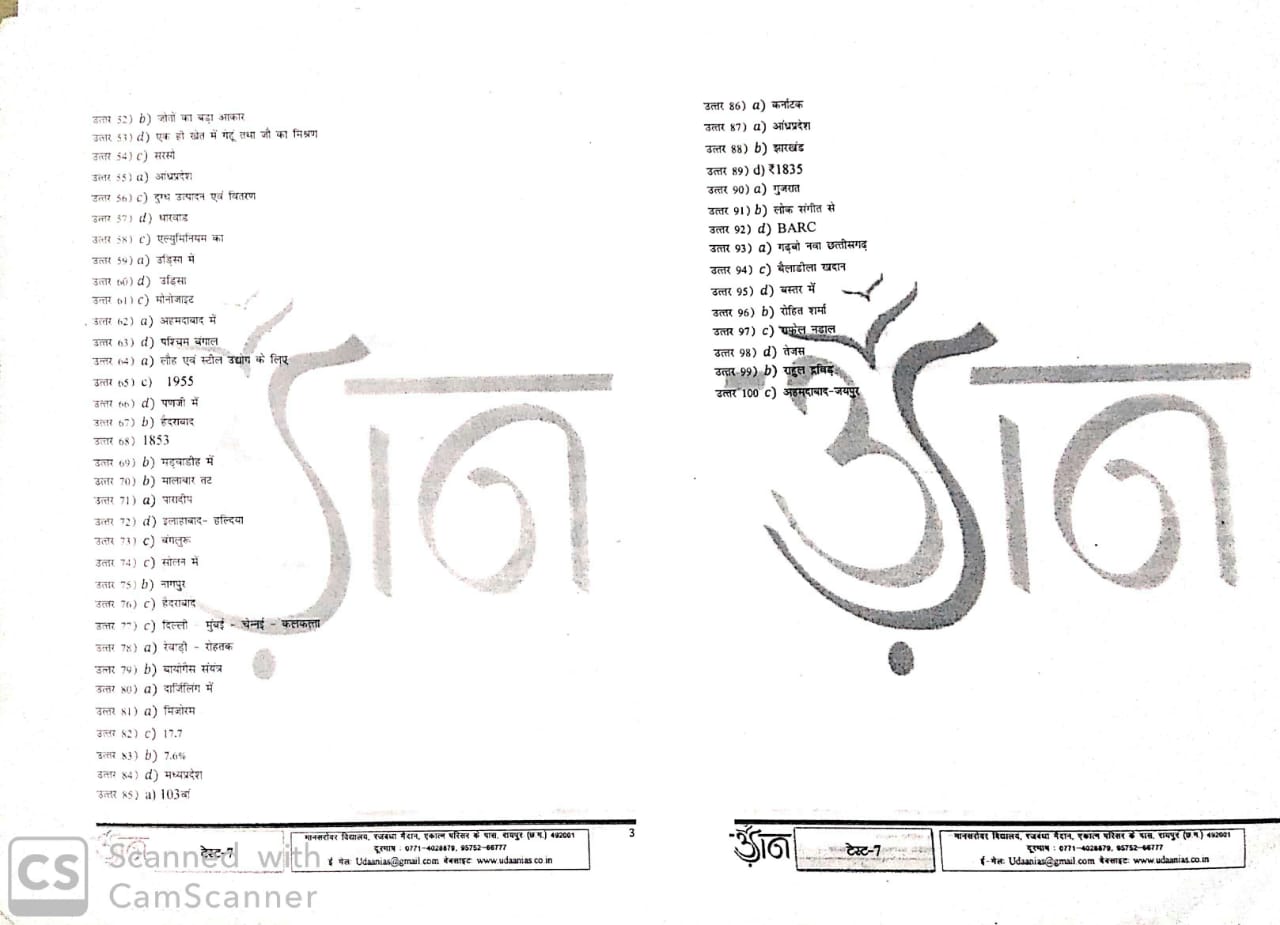 उत्तर 52) b) जोतों का बड़ा आकार
उत्तर 53) d) एक ही खेत में गेहूं तथा जौ का मिश्रण
उत्तर 54) c) सरसो
उत्तर 55) a) आंध्रप्रदेश
उत्तर 56) c) दुग्ध उत्पादन एवं वितरण
उत्तर 57) d) धारवाड
उत्तर 58) c) एल्युमिनियम का
उत्तर 59) a) उड़िसा में
उत्तर 60) d) उडिसा
उत्तर 61) c) मोनोजाइट
उत्तर 62) a) अहमदाबाद में
उत्तर 63) d) पश्चिम बंगाल
उत्तर 64) a) लौह एवं स्टील उद्योग के लिए
उत्तर 65) c) 1955
उत्तर 66) d) पणजी में
उत्तर 67) b) हैदराबाद
उत्तर 68) 1853
उत्तर 69) b) मड़वाडीह में
उत्तर 70) b) मालाबार तट
उत्तर 71) a) पारादीप
उत्तर 72) d) इलाहाबाद- हल्दिया
उत्तर 73) c) बंगलुरू
उत्तर 74) c) सोलन में
उत्तर 75) b) नागपुर
उत्तर 76) c) हैदराबाद
उत्तर 77) c) दिल्ली - मुंबई - चेन्नई - कलकत्ता
उत्तर 78) a) रेवाड़ी - रोहतक
उत्तर 79) b) बायोगैस संयंत्र
उत्तर 80) a) दार्जिलिंग में
उत्तर 81) a) मिजोरम
उत्तर 82) c) 17.7
उत्तर 83) b) 7.6%
उत्तर 84) d) मध्यप्रदेश
उत्तर 85) a) 103वां
उड़ान
टेस्ट-7
मानसरोवर विद्यालय, रजबंधा मैदान, एकात्म परिसर के पास, रायपुर (छ.ग.) 492001
दूरभाष : 0771-4028879, 95752-66777
ई मेल: Udaanias@gmail.com वेबसाइट: www.udaanias.co.in
3
उत्तर 86) a) कर्नाटक
उत्तर 87) a) आंध्रप्रदेश
उत्तर 88) b) झारखंड
उत्तर 89) d) ₹1835
उत्तर 90) a) गुजरात
उत्तर 91) b) लोक संगीत से
उत्तर 92) d) BARC
उत्तर 93) a) गढ़बो नवा छत्तीसगढ़
उत्तर 94) c) बैलाडीला खदान
उत्तर 95) d) बस्तर में
उत्तर 96) b) रोहित शर्मा
उत्तर 97) c) राफेल नडाल
उत्तर 98) d) तेजस
उत्तर 99) b) राहुल द्रविड़
उत्तर 100 c) अहमदाबाद-जयपुर
उड़ान
उड़ान
टेस्ट-7
मानसरोवर विद्यालय, रजबंधा मैदान, एकात्म परिसर के पास, रायपुर (छ.ग.) 492001
दूरभाष : 0771-4028879, 95752-66777
ई-मेल: Udaanias@gmail.com वेबसाइट: www.udaanias.co.in
CS
Scanned with
CamScanner